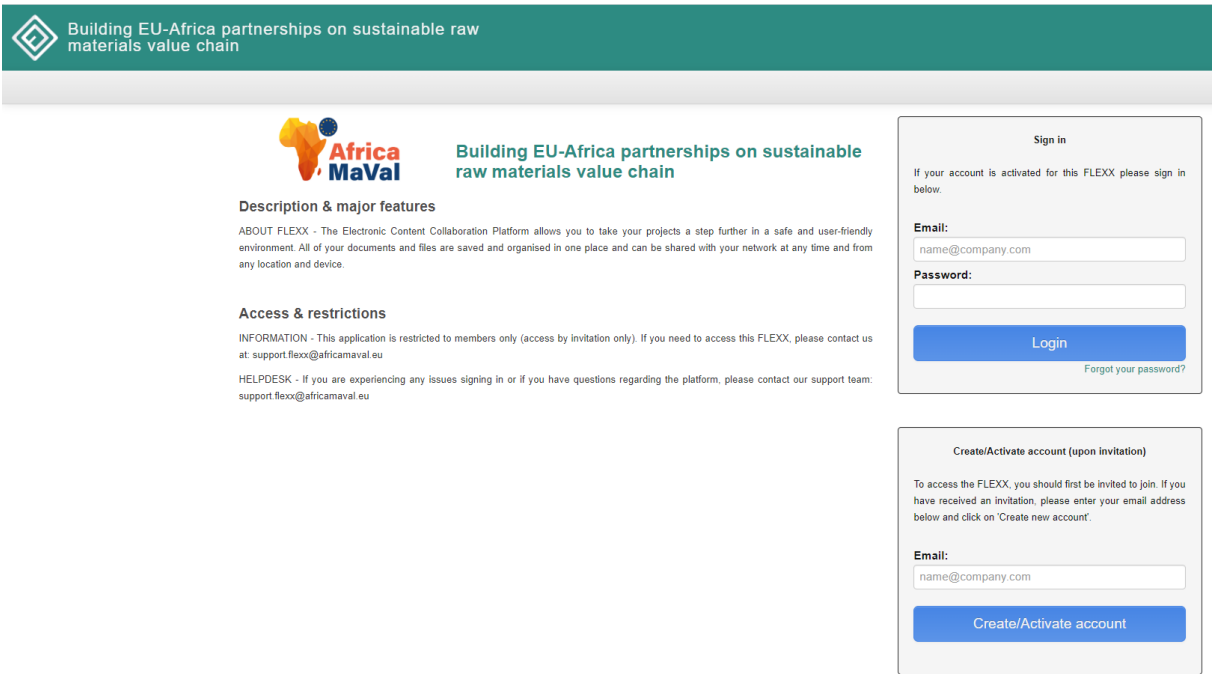 Building EU-Africa partnerships on sustainable raw
materials value chain
Africa
MaVal
Building EU-Africa partnerships on sustainable
raw materials value chain
Description & major features
ABOUT FLEXX - The Electronic Content Collaboration Platform allows you to take your projects a step further in a safe and user-friendly
environment. All of your documents and files are saved and organised in one place and can be shared with your network at any time and from
any location and device.
Access & restrictions
INFORMATION - This application is restricted to members only (access by invitation only). If you need to access this FLEXX, please contact us
at: support.flexx@africamaval.eu
HELPDESK - If you are experiencing any issues signing in or if you have questions regarding the platform, please contact our support team:
support.flexx@africamaval.eu
Sign in
If your account is activated for this FLEXX please sign in
below.
Email:
name@company.com
Password:
Login
Forgot your password?
Create/Activate account (upon invitation)
To access the FLEXX, you should first be invited to join. If you
have received an invitation, please enter your email address
below and click on 'Create new account'.
Email:
name@company.com
Create/Activate account